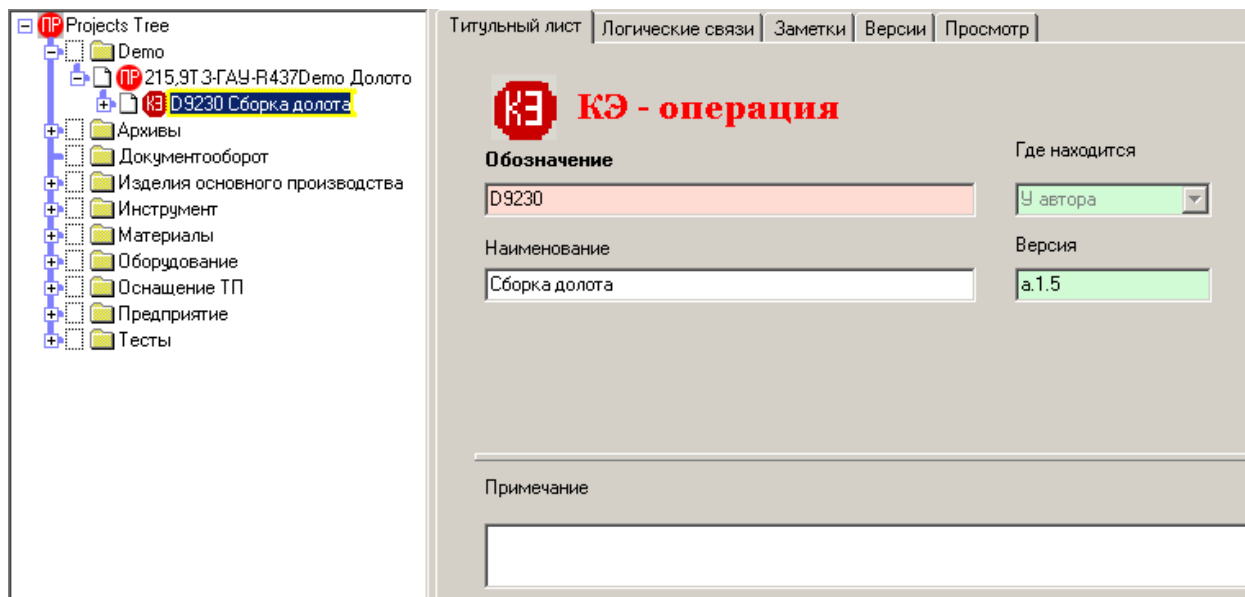 ПР Projects Tree
Demo
ПР 215,9ТЗ-ГАУ-R437Demo Долото
КЭ D9230 Сборка долота
Архивы
Документооборот
Изделия основного производства
Инструмент
Материалы
Оборудование
Оснащение ТП
Предприятие
Тесты
Титульный лист Логические связи Заметки Версии Просмотр
КЭ КЭ - операция
Обозначение Где находится
D9230 У автора
Наименование Версия
Сборка долота a.1.5
Примечание